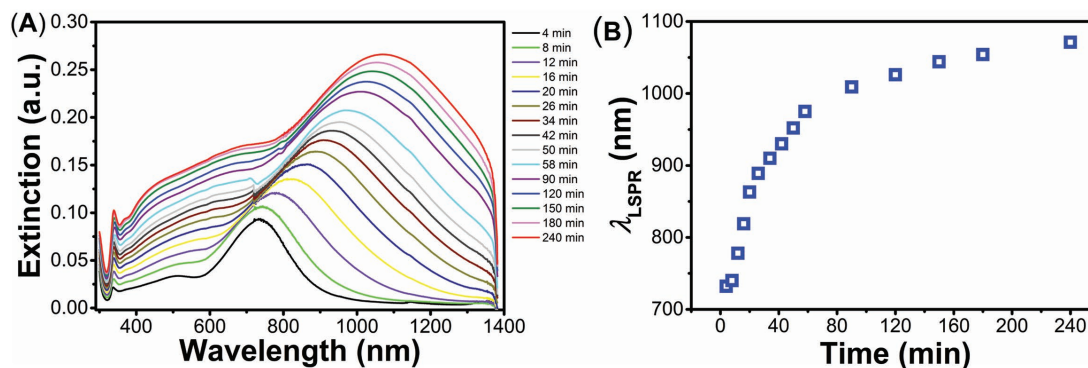 (A)
Extinction (a.u.)
0.30
0.25
0.20
0.15
0.10
0.05
0.00
400 600 800 1000 1200 1400
Wavelength (nm)
4 min
8 min
12 min
16 min
20 min
26 min
34 min
42 min
50 min
58 min
90 min
120 min
150 min
180 min
240 min
(B)
λLSPR (nm)
1100
1000
900
800
700
0 40 80 120 160 200 240
Time (min)